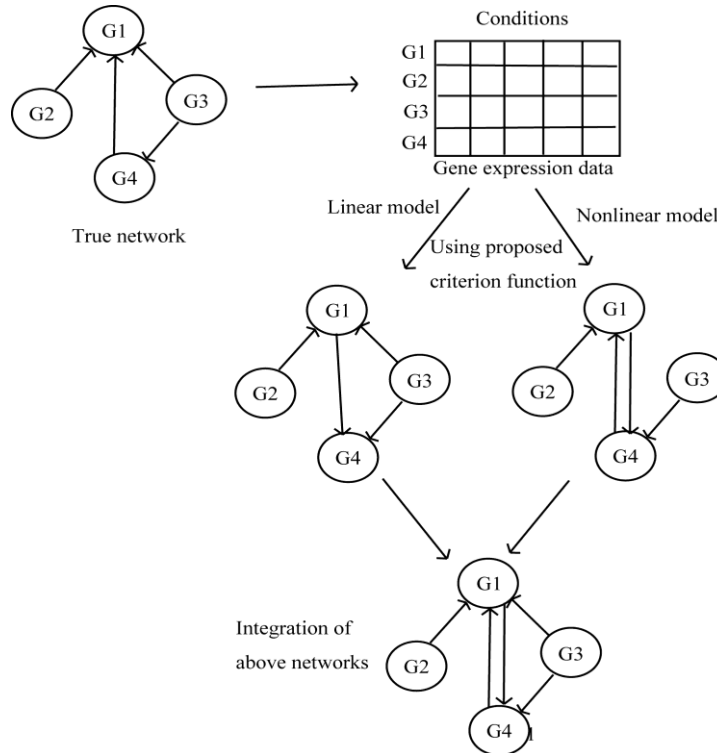 Conditions
G1
G1
G2
G3
G4
G2
G3
G4
Gene expression data
True network
Linear model
Nonlinear model
Using proposed
criterion function
G1
G2
G3
G4
G1
G2
G3
G4
Integration of
above networks
G1
G2
G3
G4